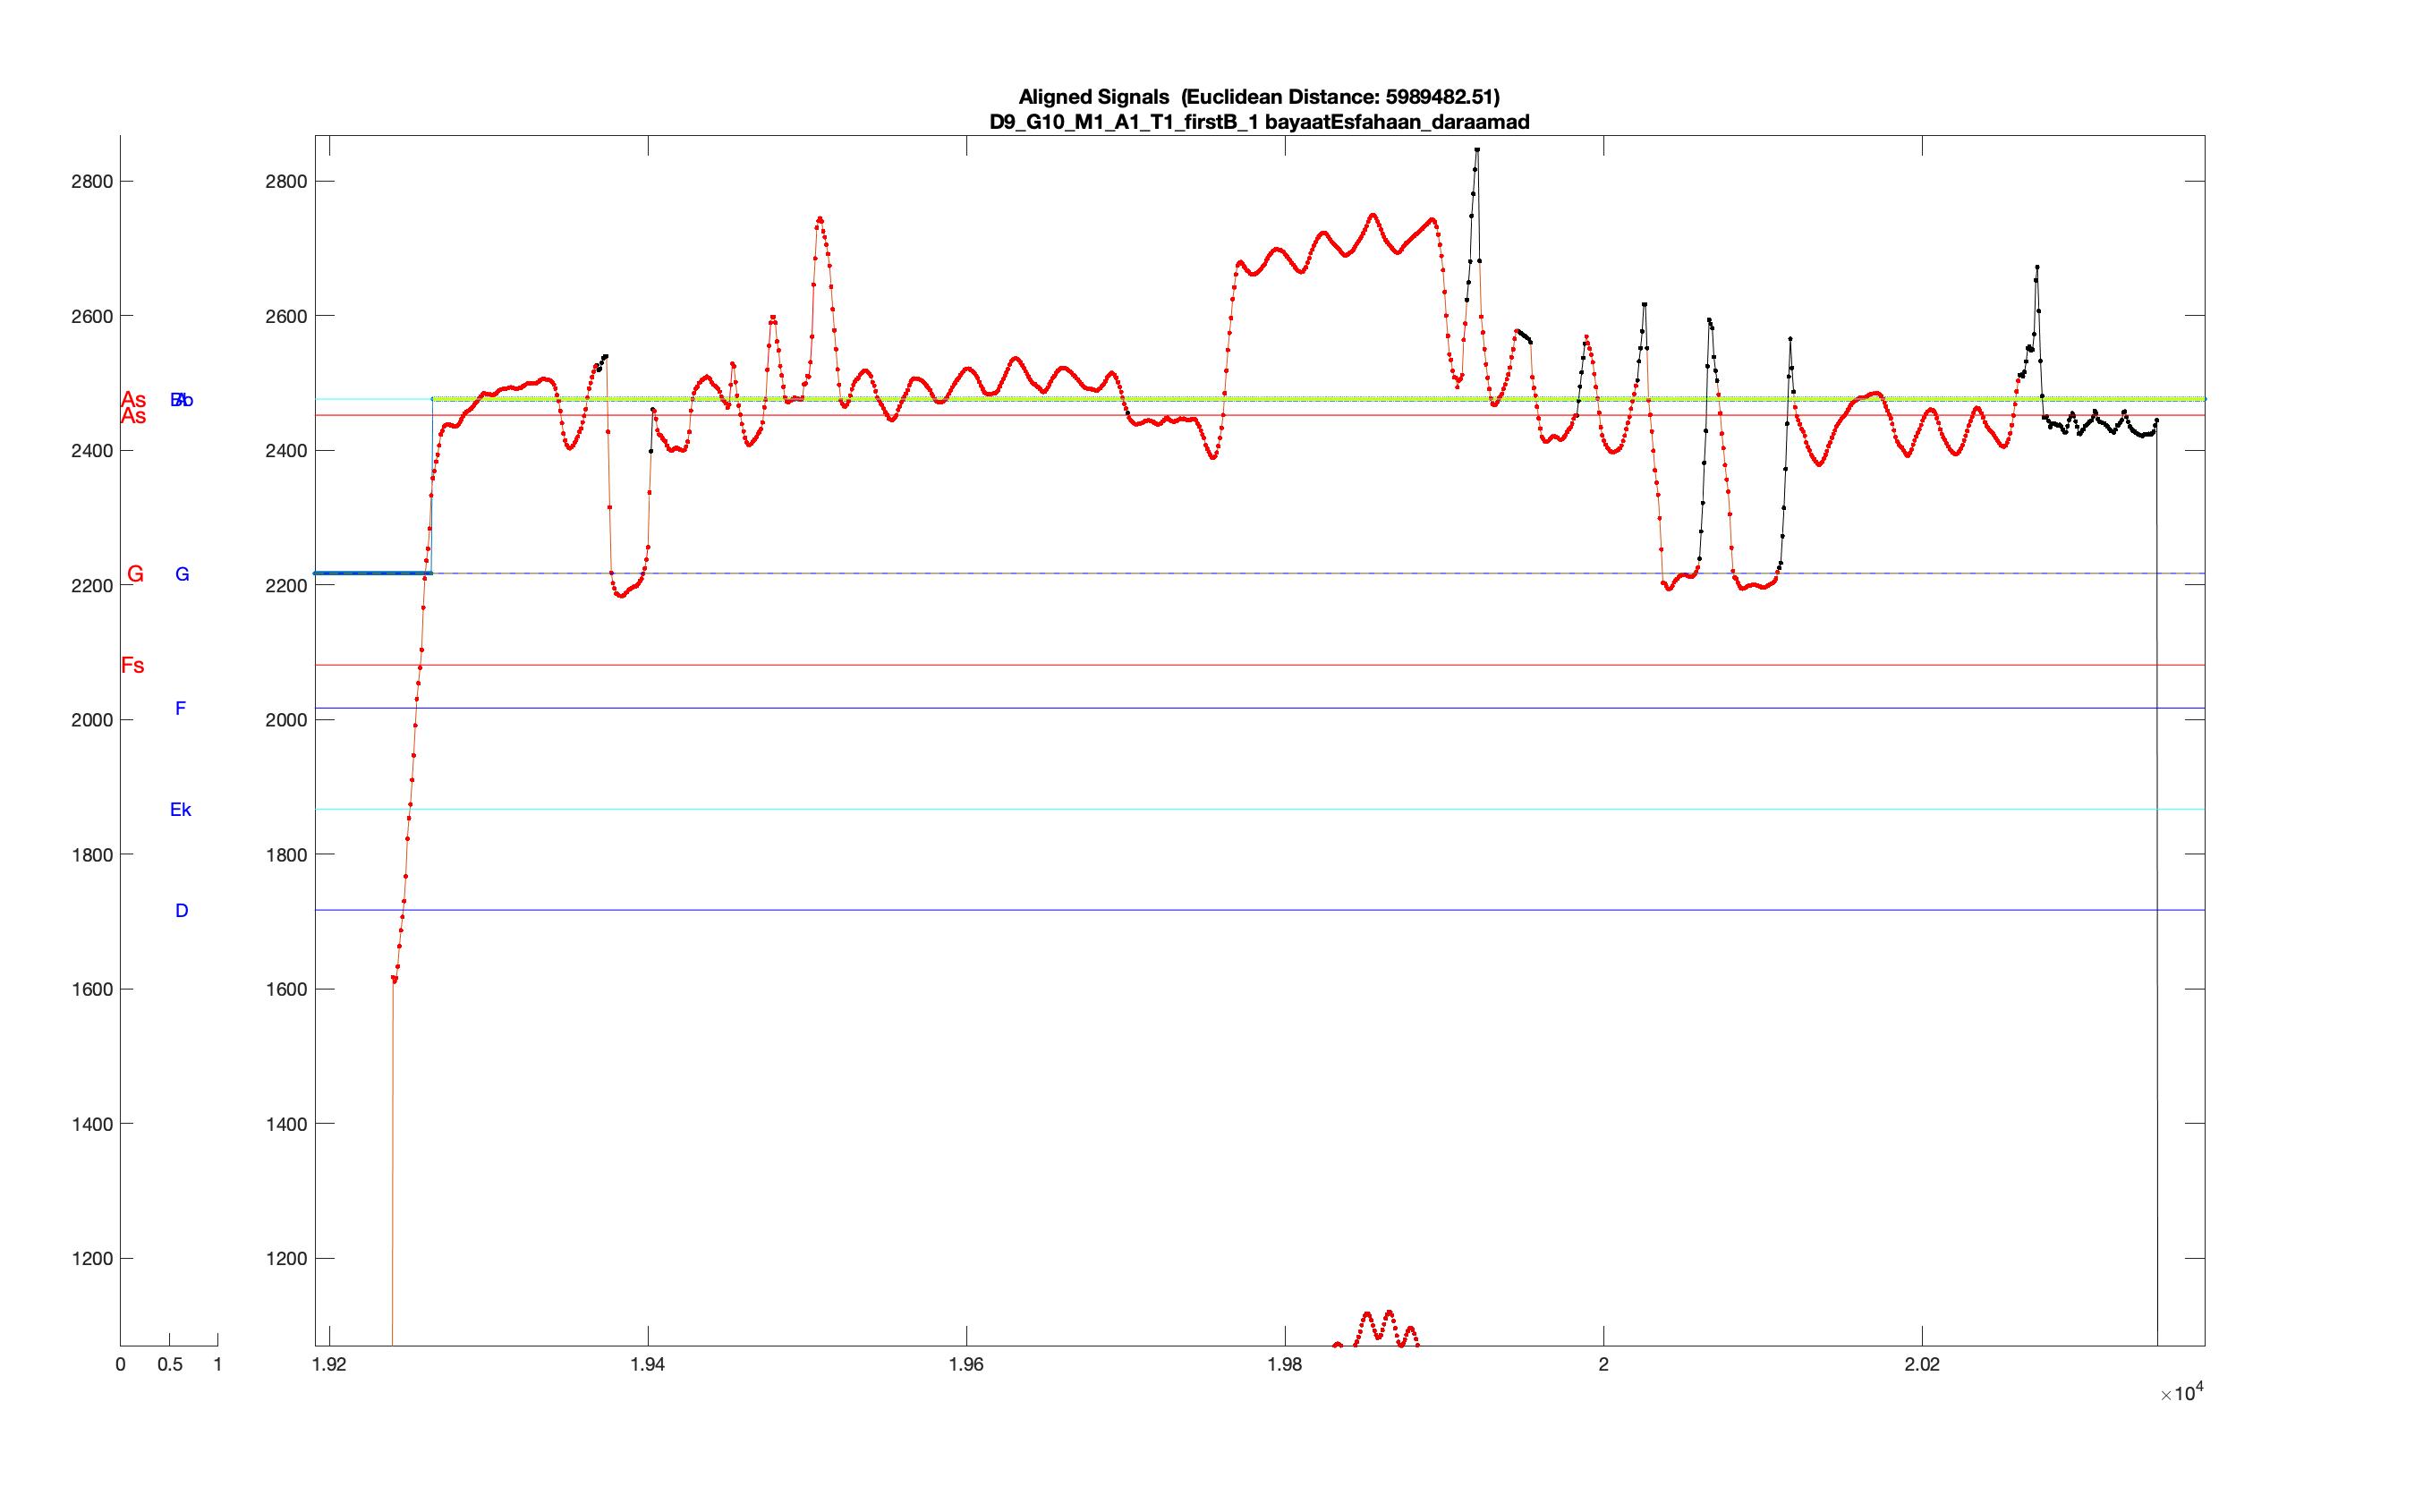 Aligned Signals (Euclidean Distance: 5989482.51)
D9_G10_M1_A1_T1_firstB_1 bayaatEsfahaan_daraamad
2800 2800
2600 2600
As
As
2400 2400
G G
2200 2200
Fs
F
2000 2000
Ek
1800 1800
D
1600 1600
1400 1400
1200 1200
0 0.5 1 1.92 1.94 1.96 1.98 2 2.02
×10^4